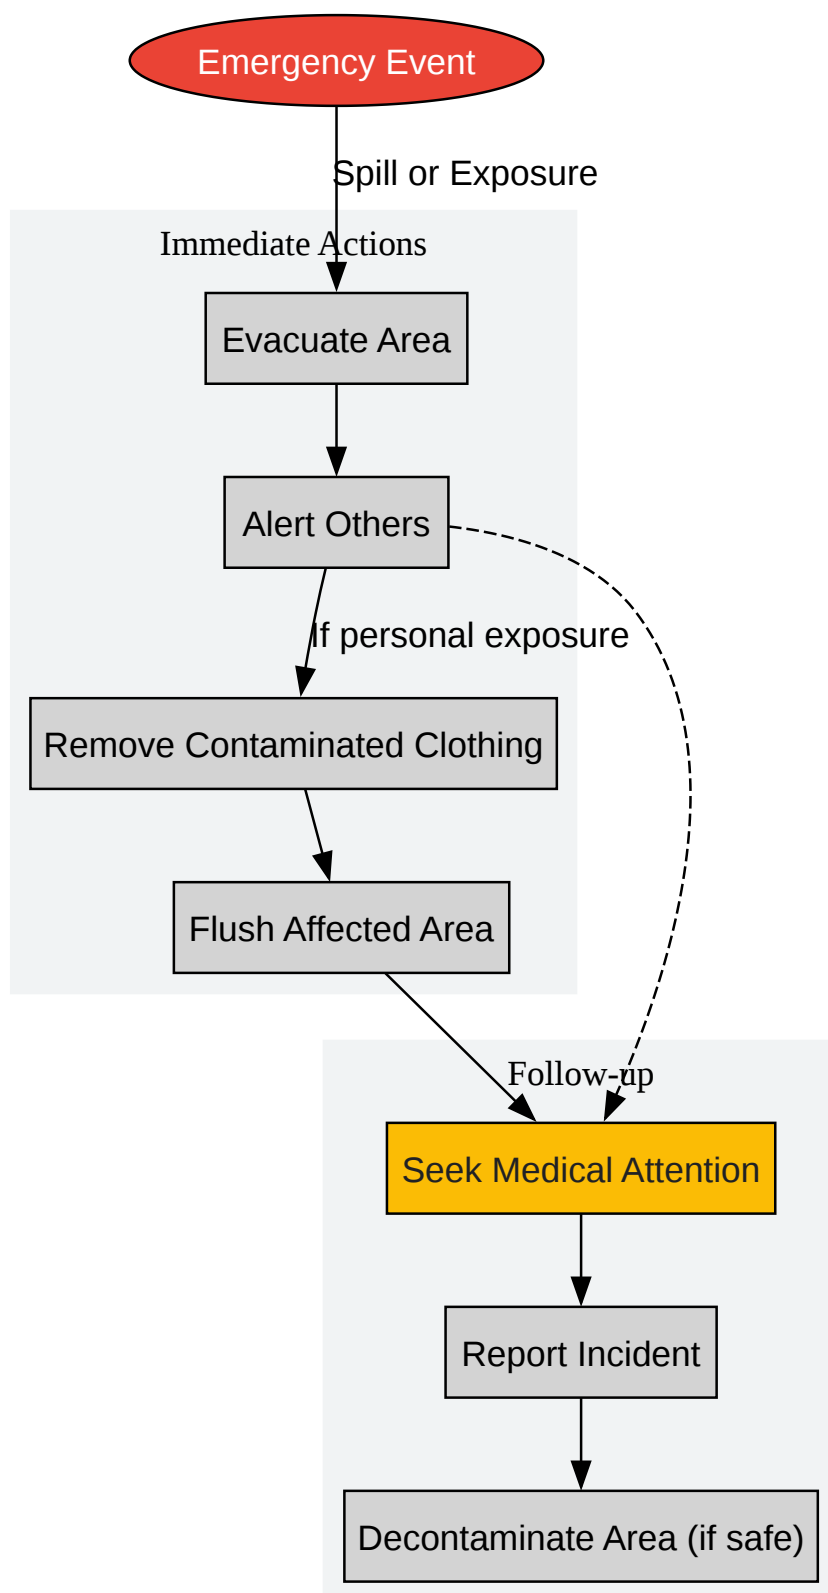 Emergency Event
Spill or Exposure
Immediate Actions
Evacuate Area
Alert Others
If personal exposure
Remove Contaminated Clothing
Flush Affected Area
Follow-up
Seek Medical Attention
Report Incident
Decontaminate Area (if safe)